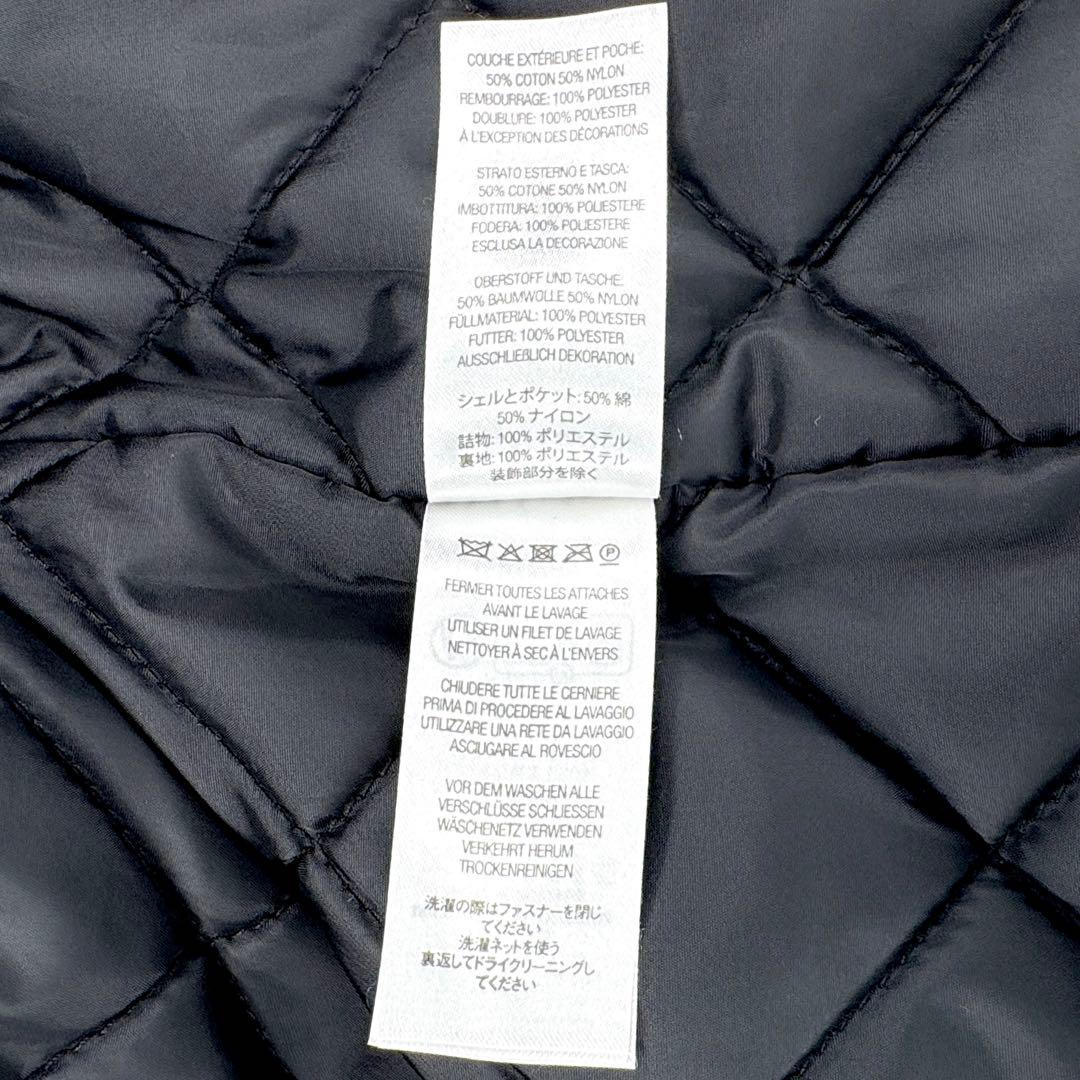 COUCHE EXTÉRIEURE ET POCHE:
50% COTON 50% NYLON
REMBOURRAGE: 100% POLYESTER
DOUBLURE: 100% POLYESTER
À L'EXCEPTION DES DÉCORATIONS
STRATO ESTERNO E TASCA:
50% COTONE 50% NYLON
IMBOTTITURA: 100% POLIESTERE
FODERA: 100% POLIESTERE
ESCLUSA LA DECORAZIONE
OBERSTOFF UND TASCHE:
50% BAUMWOLLE 50% NYLON
FÜLLMATERIAL: 100% POLYESTER
FUTTER: 100% POLYESTER
AUSSCHLIEßLICH DEKORATION
シェルとポケット: 50% 綿
50% ナイロン
詰物: 100% ポリエステル
裏地: 100% ポリエステル
装飾部分を除く
P
FERMER TOUTES LES ATTACHES
AVANT LE LAVAGE
UTILISER UN FILET DE LAVAGE
NETTOYER À SEC À L'ENVERS
CHIUDERE TUTTE LE CERNIERE
PRIMA DI PROCEDERE AL LAVAGGIO
UTILIZZARE UNA RETE DA LAVAGGIO
ASCIUGARE AL ROVESCIO
VOR DEM WASCHEN ALLE
VERSCHLÜSSE SCHLIESSEN
WÄSCHENETZ VERWENDEN
VERKEHRT HERUM
TROCKENREINIGEN
洗濯の際はファスナーを閉じ
てください
洗濯ネットを使う
裏返してドライクリーニングし
てください